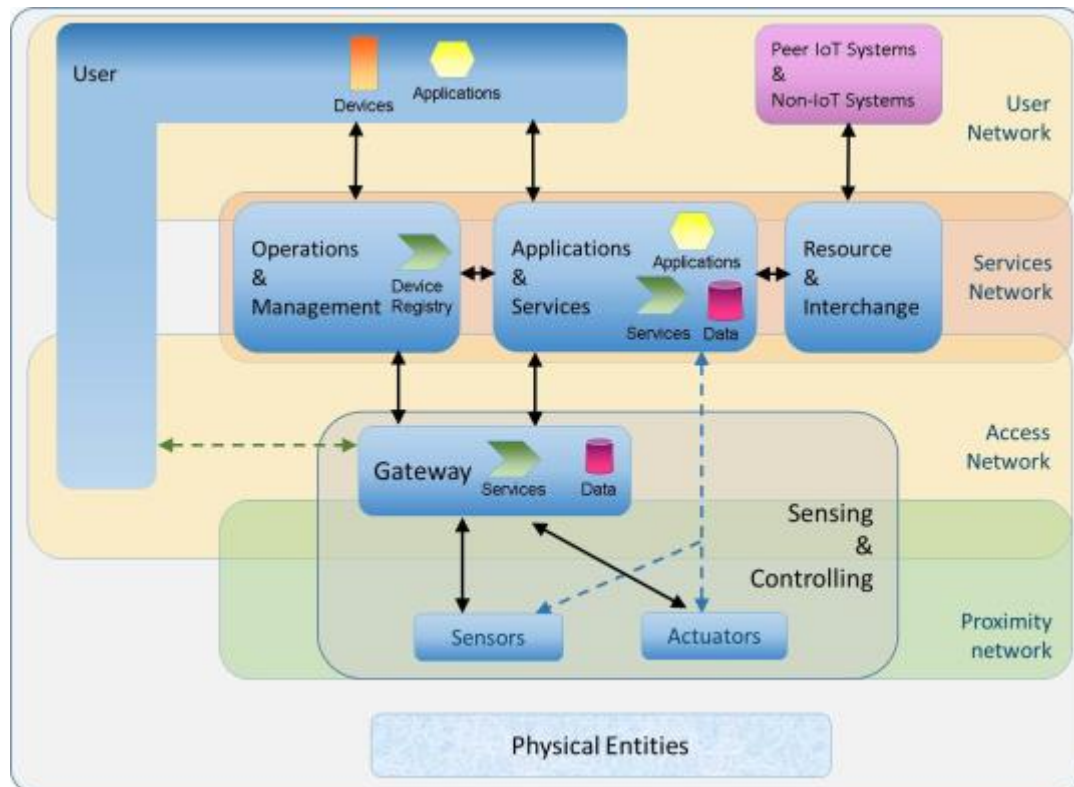 User
Devices
Applications
Peer IoT Systems
&
Non-IoT Systems
User
Network
Operations
&
Management
Device
Registry
Applications
&
Services
Applications
Services
Data
Resource
&
Interchange
Services
Network
Access
Network
Gateway
Services
Data
Sensing
&
Controlling
Sensors
Actuators
Proximity
network
Physical Entities